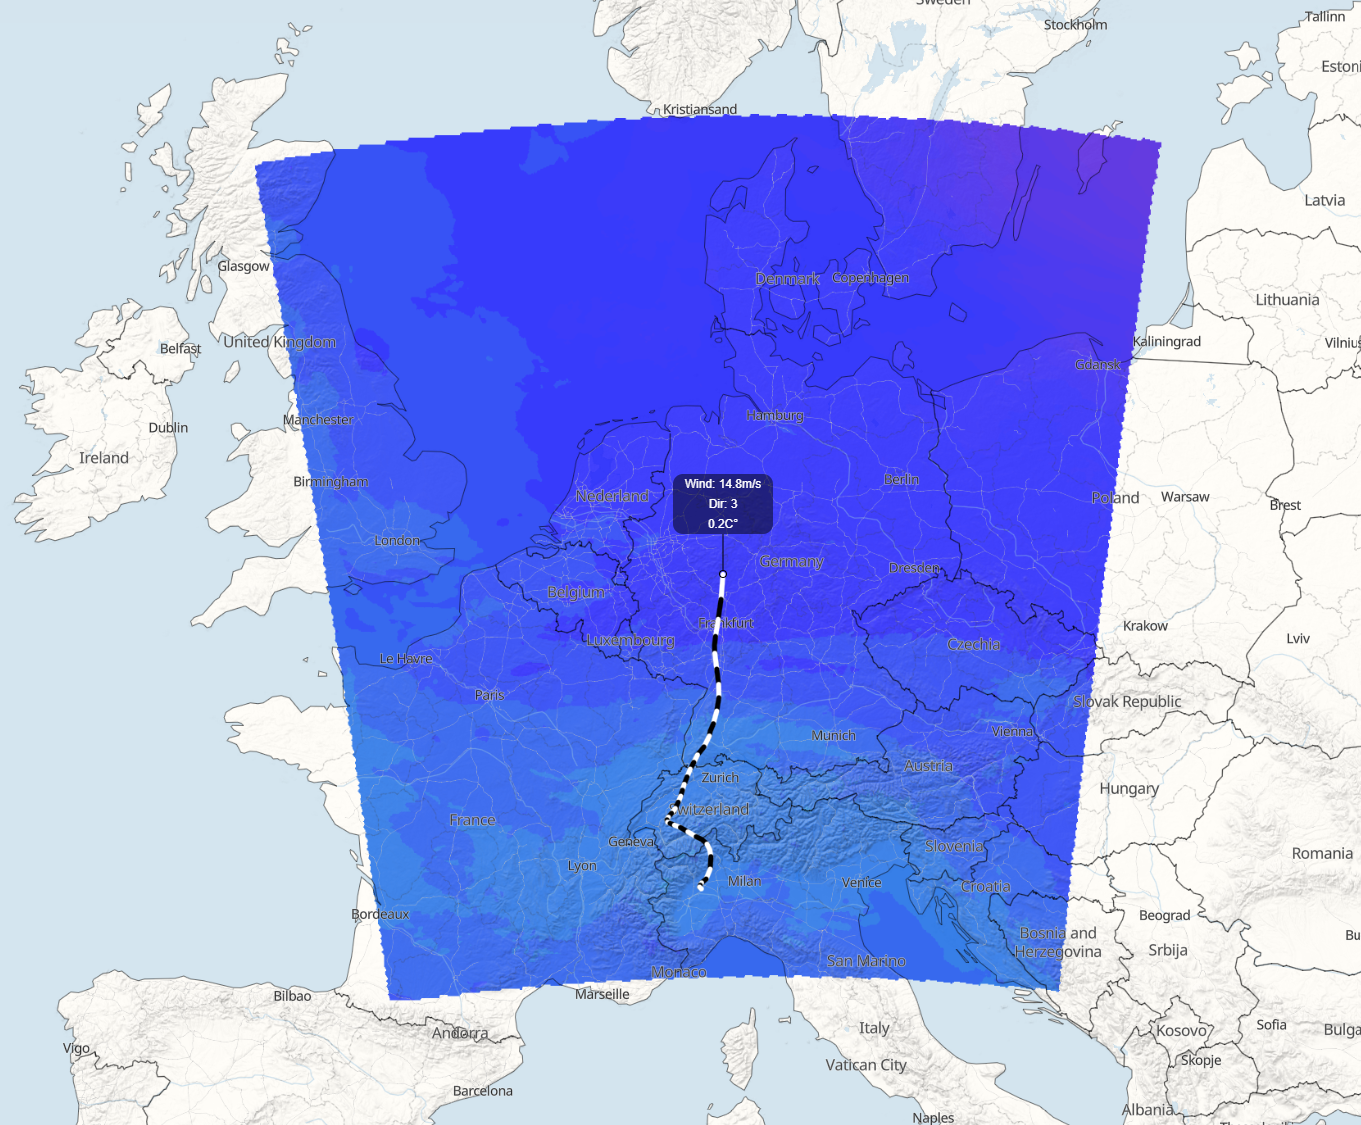 Sweden
Stockholm
Tallinn
Estoni
Kristiansand
Latvia
Glasgow
Denmark
Copenhagen
Lithuania
United Kingdom
Belfast
Kaliningrad
Vilnius
Gdansk
Manchester
Dublin
Hamburg
Ireland
Birmingham
Berlin
Wind: 14.8m/s
Dir: 3
0.2C°
Nederland
Poland
Warsaw
Brest
London
Germany
Dresden
Belgium
Frankfurt
Krakow
Luxembourg
Lviv
Czechia
Le Havre
Paris
Slovak Republic
Munich
Vienna
Austria
Zurich
Hungary
Switzerland
France
Geneva
Slovenia
Romania
Lyon
Milan
Venice
Croatia
Bordeaux
Beograd
Bosnia and
Herzegovina
Bu
Srbija
San Marino
Monaco
Bilbao
Marseille
Andorra
Italy
Kosovo
Sofia
Bulga
Vigo
Vatican City
Skopje
Barcelona
Albania
Naples